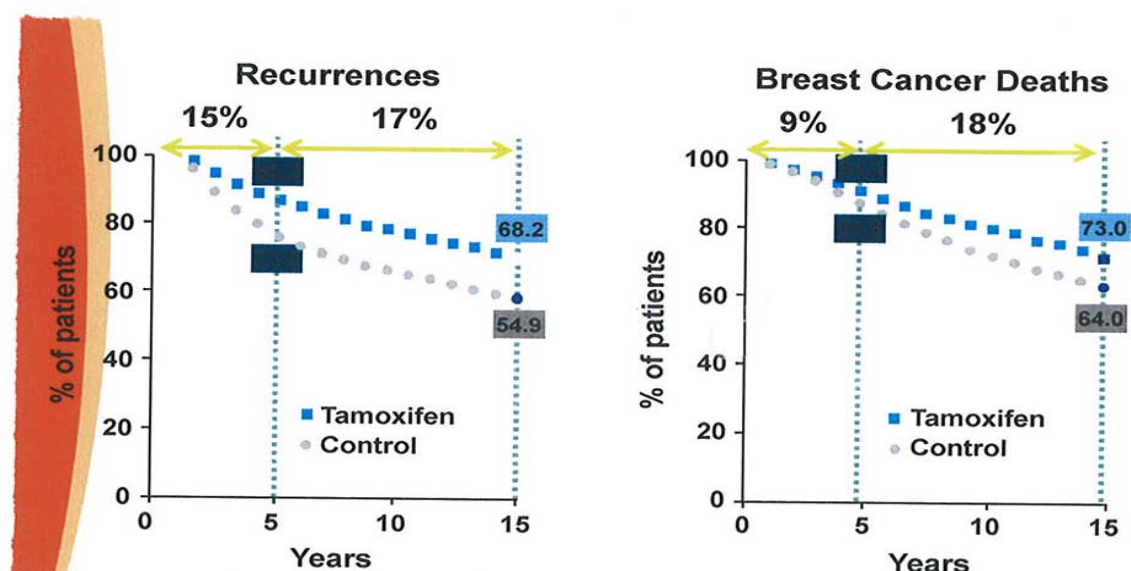 Recurrences
15%
17%
100
80
60
40
20
0
% of patients
68.2
54.9
Tamoxifen
Control
0
5
10
15
Years
Breast Cancer Deaths
9%
18%
100
80
60
40
20
0
% of patients
73.0
64.0
Tamoxifen
Control
0
5
10
15
Years